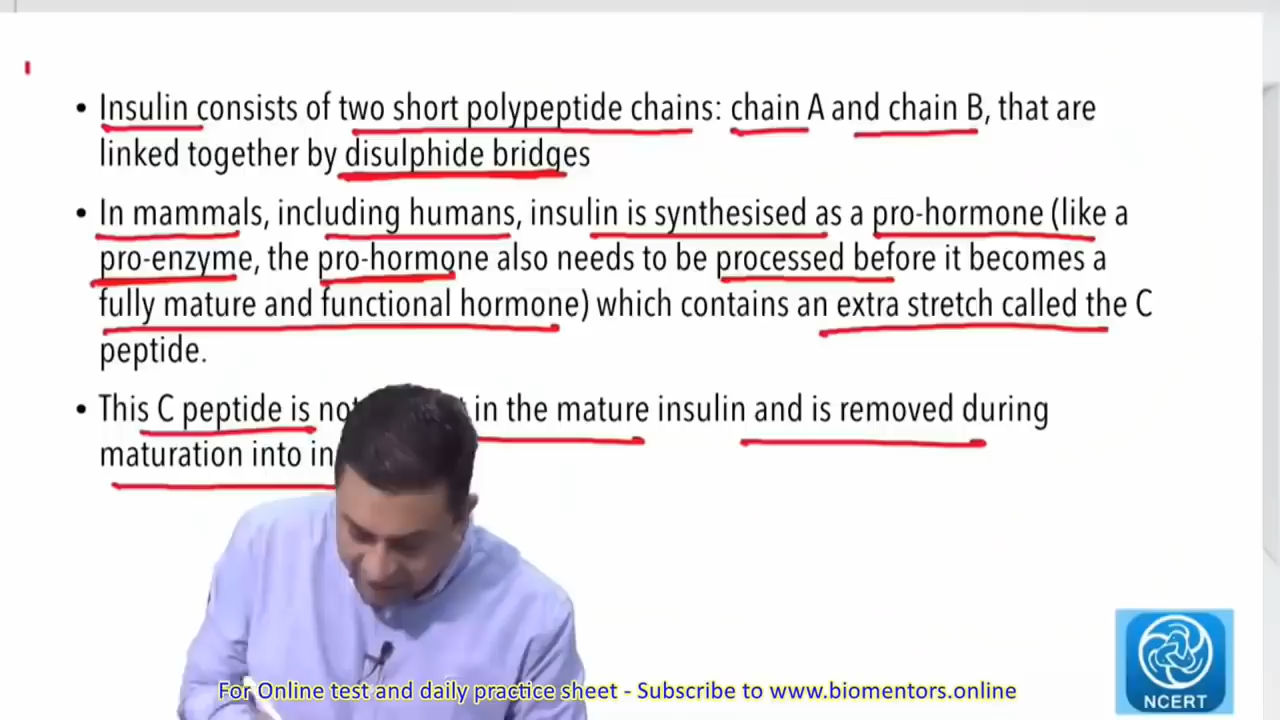 • Insulin consists of two short polypeptide chains: chain A and chain B, that are
linked together by disulphide bridges
• In mammals, including humans, insulin is synthesised as a pro-hormone (like a
pro-enzyme, the pro-hormone also needs to be processed before it becomes a
fully mature and functional hormone) which contains an extra stretch called the C
peptide.
• This C peptide is in the mature insulin and is removed during
maturation into
For Online test and daily practice sheet - Subscribe to www.biomentors.online
NCERT